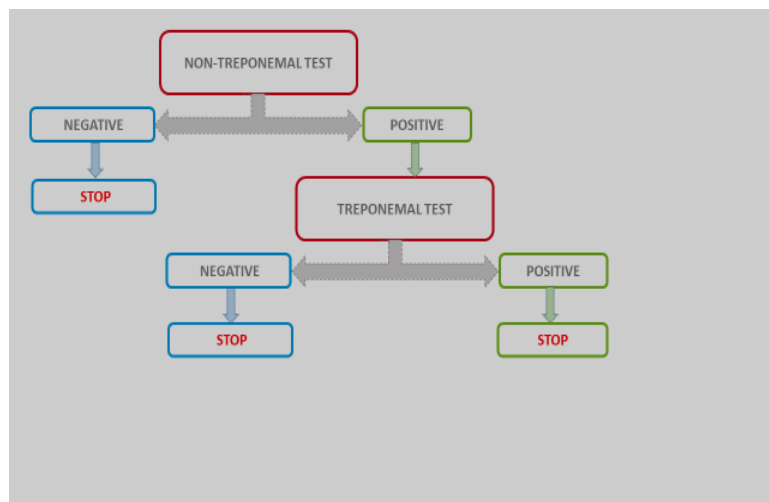 NON-TREPONEMAL TEST
NEGATIVE
POSITIVE
STOP
TREPONEMAL TEST
NEGATIVE
POSITIVE
STOP
STOP